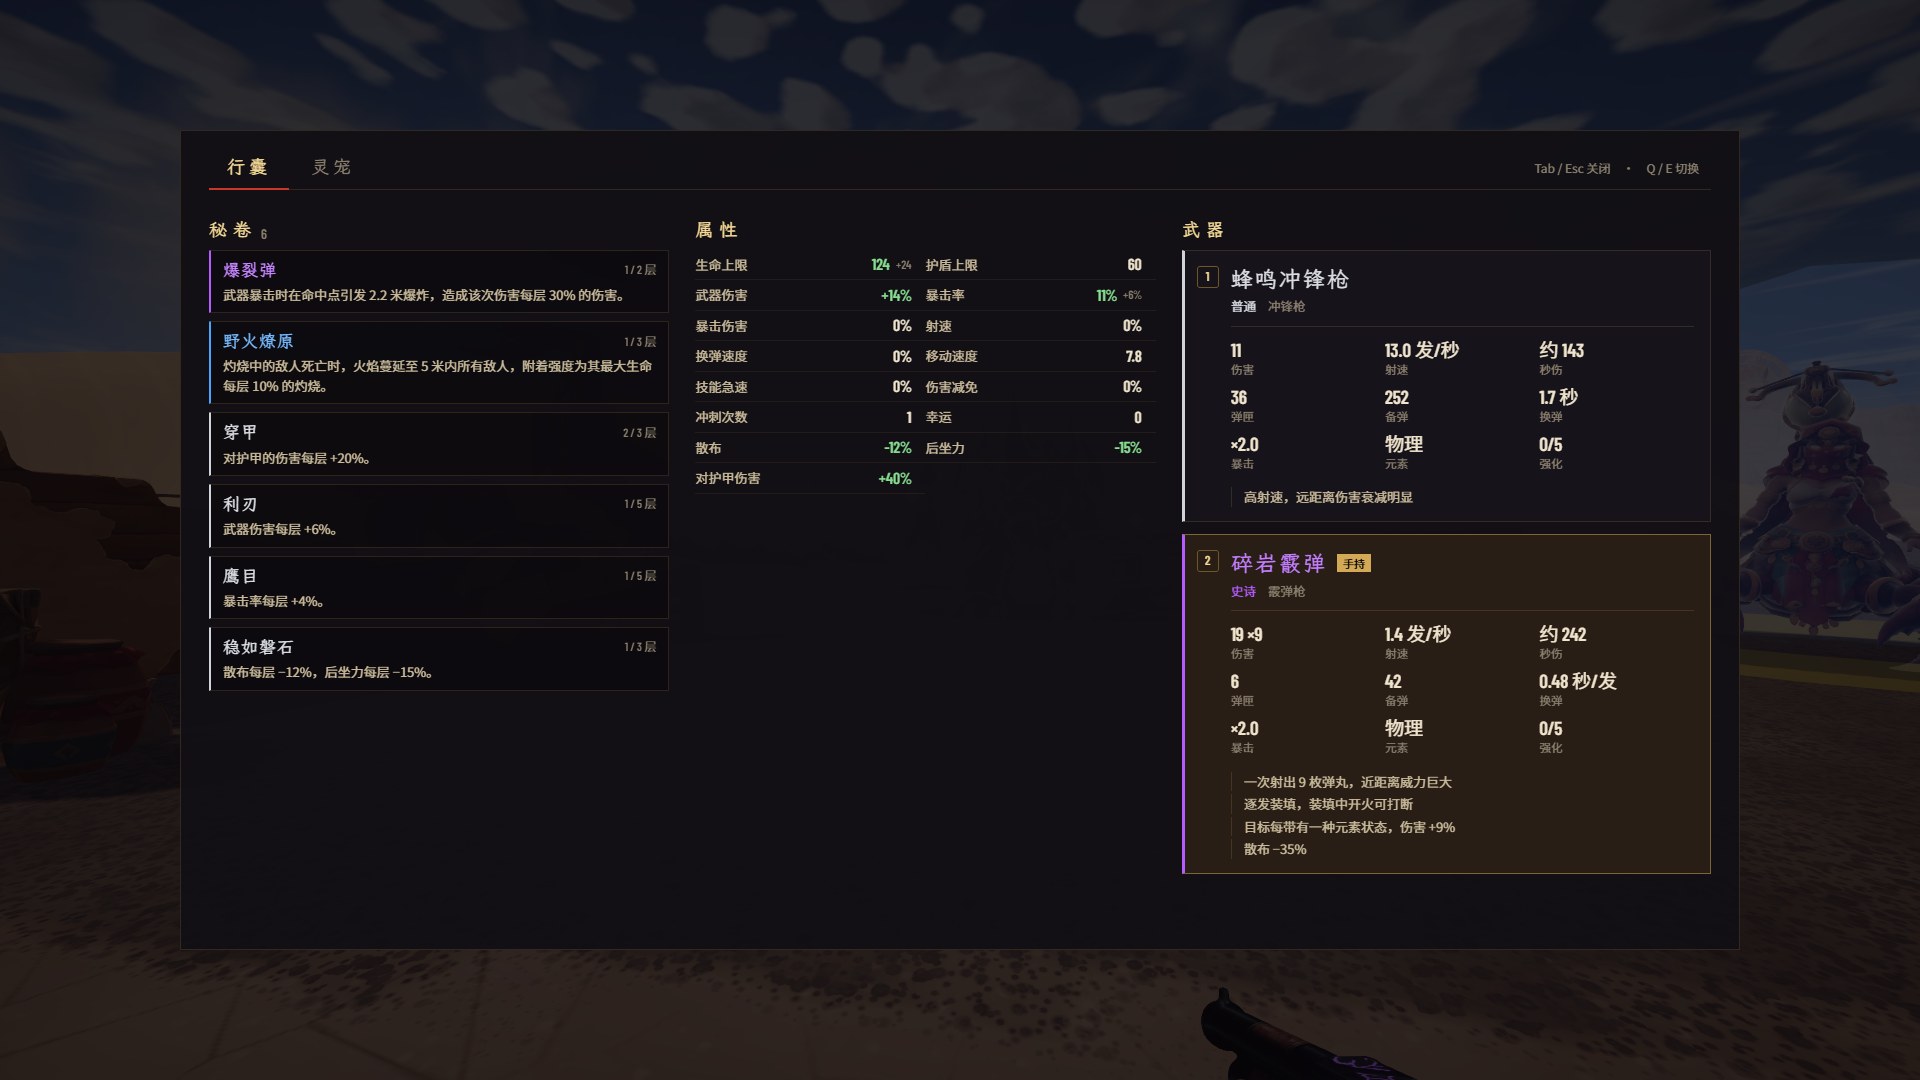 行囊 灵宠
Tab / Esc 关闭 · Q / E 切换
秘卷 6
爆裂弹 1 / 2 层
武器暴击时在命中点引发 2.2 米爆炸，造成该次伤害每层 30% 的伤害。
野火燎原 1 / 3 层
灼烧中的敌人死亡时，火焰蔓延至 5 米内所有敌人，附着强度为其最大生命
每层 10% 的灼烧。
穿甲 2 / 3 层
对护甲的伤害每层 +20%。
利刃 1 / 5 层
武器伤害每层 +6%。
鹰目 1 / 5 层
暴击率每层 +4%。
稳如磐石 1 / 3 层
散布每层 −12%，后坐力每层 −15%。
属性
生命上限 124 +24 护盾上限 60
武器伤害 +14% 暴击率 11% +6%
暴击伤害 0% 射速 0%
换弹速度 0% 移动速度 7.8
技能急速 0% 伤害减免 0%
冲刺次数 1 幸运 0
散布 -12% 后坐力 -15%
对护甲伤害 +40%
武器
1 蜂鸣冲锋枪
普通 冲锋枪
11 13.0 发/秒 约 143
伤害 射速 秒伤
36 252 1.7 秒
弹匣 备弹 换弹
×2.0 物理 0/5
暴击 元素 强化
高射速，远距离伤害衰减明显
2 碎岩霰弹 手持
史诗 霰弹枪
19 ×9 1.4 发/秒 约 242
伤害 射速 秒伤
6 42 0.48 秒/发
弹匣 备弹 换弹
×2.0 物理 0/5
暴击 元素 强化
一次射出 9 枚弹丸，近距离威力巨大
逐发装填，装填中开火可打断
目标每带有一种元素状态，伤害 +9%
散布 −35%